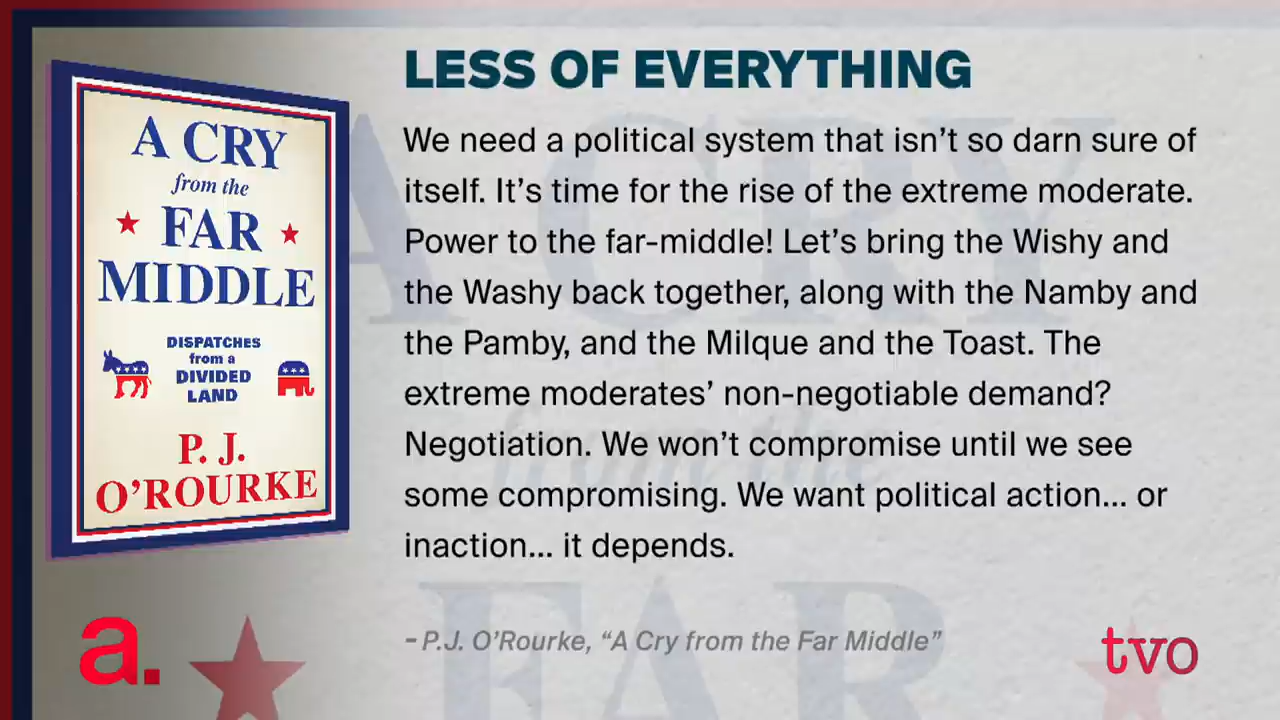 A CRY
from the
FAR
MIDDLE
DISPATCHES
from a
DIVIDED
LAND
P. J.
O'ROURKE
LESS OF EVERYTHING
We need a political system that isn't so darn sure of
itself. It's time for the rise of the extreme moderate.
Power to the far-middle! Let's bring the Wishy and
the Washy back together, along with the Namby and
the Pamby, and the Milque and the Toast. The
extreme moderates' non-negotiable demand?
Negotiation. We won't compromise until we see
some compromising. We want political action... or
inaction... it depends.
– P.J. O'Rourke, “A Cry from the Far Middle”
a.
tvo
A CRY
from the
FAR